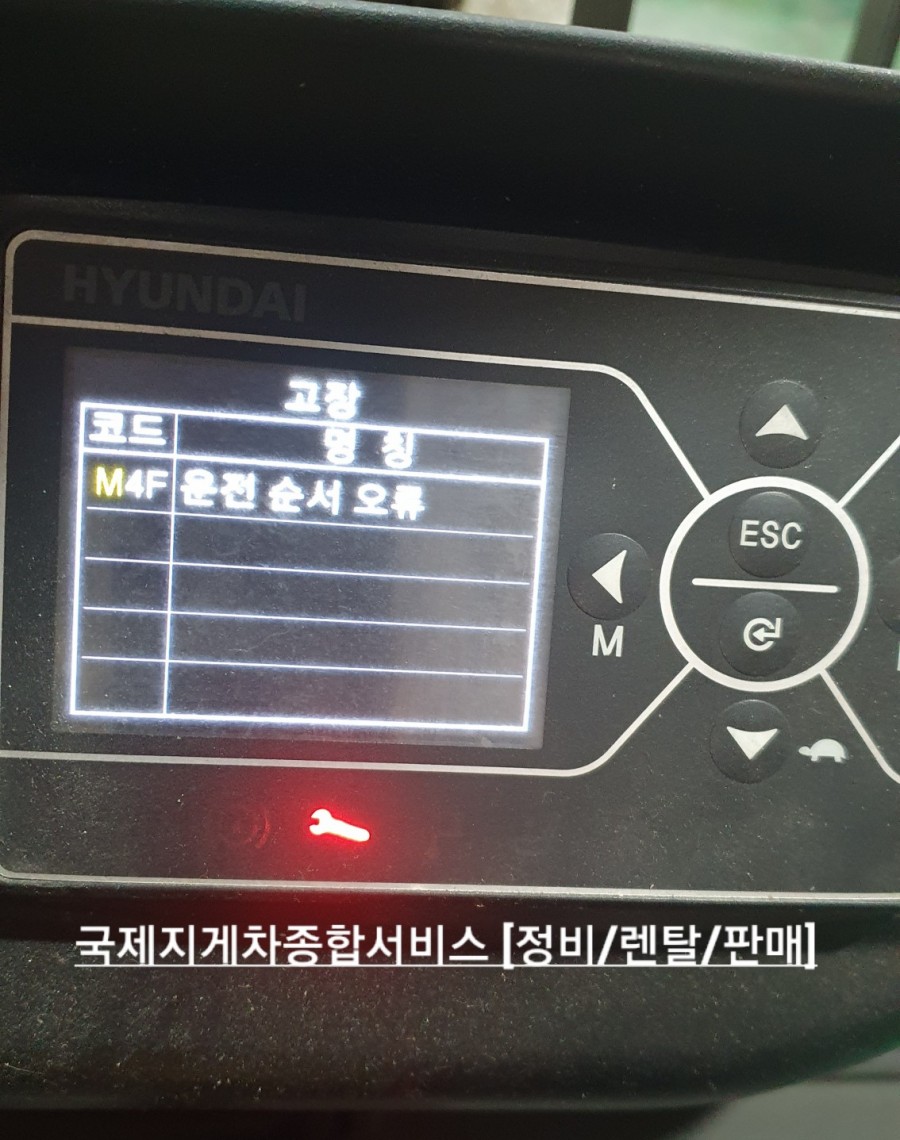 HYUNDAI
고장
코드 명 칭
M4F 운전 순서 오류
ESC
M
국제지게차종합서비스 [정비/렌탈/판매]